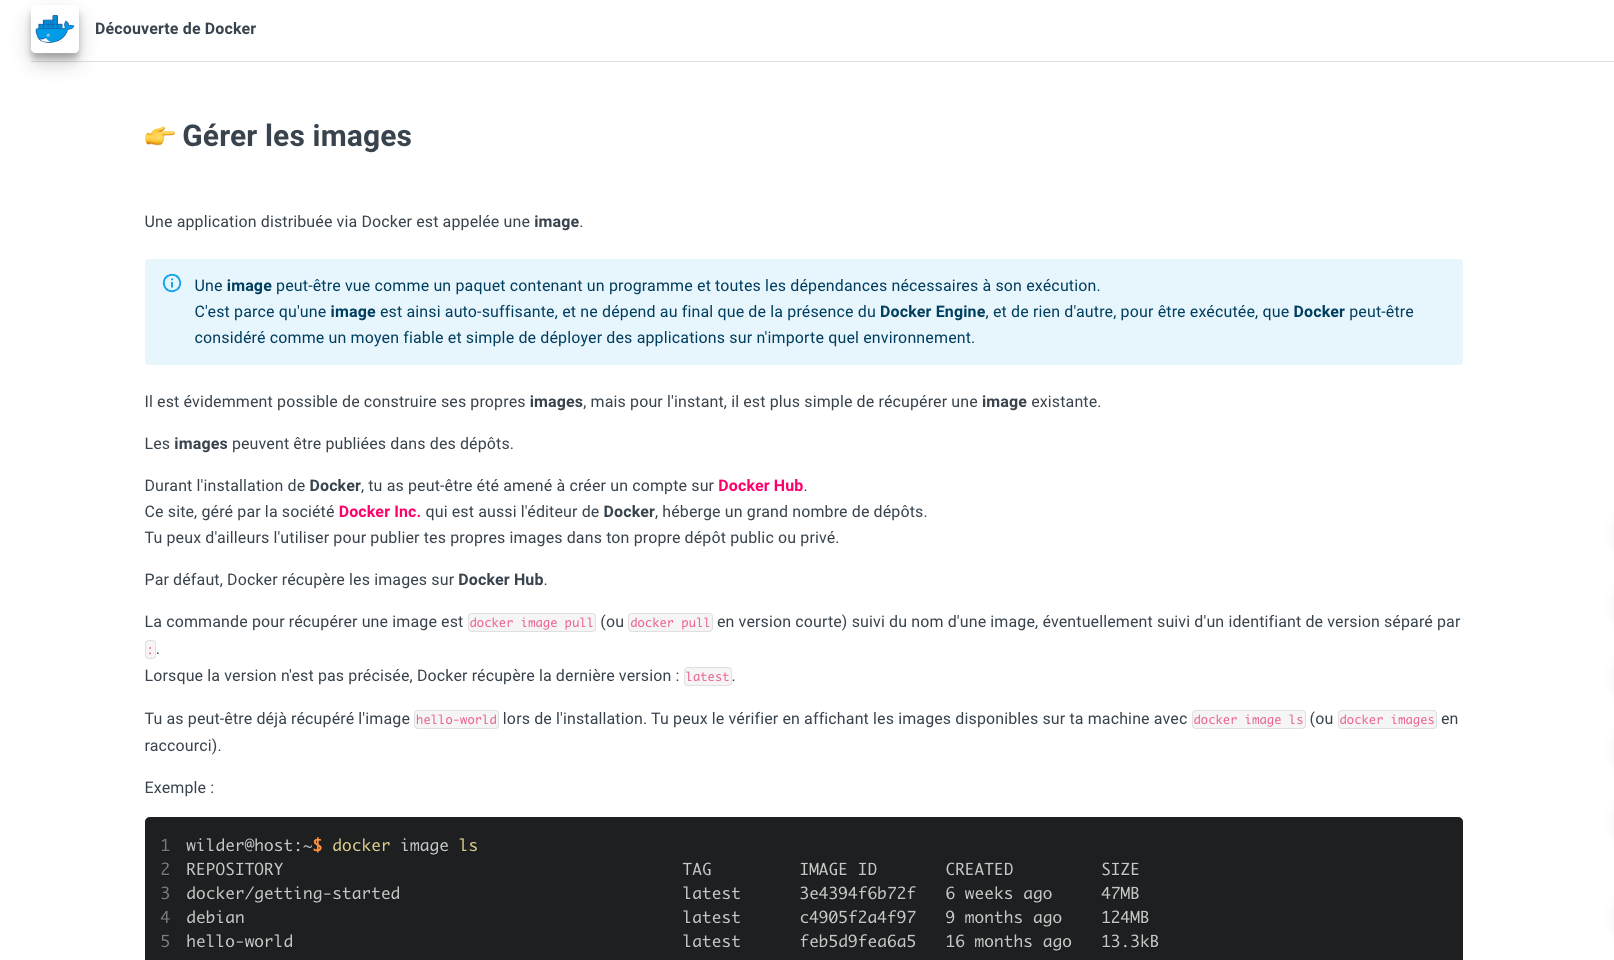 Découverte de Docker
👉 Gérer les images
Une application distribuée via Docker est appelée une image.
Une image peut-être vue comme un paquet contenant un programme et toutes les dépendances nécessaires à son exécution.
C'est parce qu'une image est ainsi auto-suffisante, et ne dépend au final que de la présence du Docker Engine, et de rien d'autre, pour être exécutée, que Docker peut-être
considéré comme un moyen fiable et simple de déployer des applications sur n'importe quel environnement.
Il est évidemment possible de construire ses propres images, mais pour l'instant, il est plus simple de récupérer une image existante.
Les images peuvent être publiées dans des dépôts.
Durant l'installation de Docker, tu as peut-être été amené à créer un compte sur Docker Hub.
Ce site, géré par la société Docker Inc. qui est aussi l'éditeur de Docker, héberge un grand nombre de dépôts.
Tu peux d'ailleurs l'utiliser pour publier tes propres images dans ton propre dépôt public ou privé.
Par défaut, Docker récupère les images sur Docker Hub.
La commande pour récupérer une image est docker image pull (ou docker pull en version courte) suivi du nom d'une image, éventuellement suivi d'un identifiant de version séparé par
:.
Lorsque la version n'est pas précisée, Docker récupère la dernière version : latest.
Tu as peut-être déjà récupéré l'image hello-world lors de l'installation. Tu peux le vérifier en affichant les images disponibles sur ta machine avec docker image ls (ou docker images en
raccourci).
Exemple :
1 wilder@host:~$ docker image ls
2 REPOSITORY TAG IMAGE ID CREATED SIZE
3 docker/getting-started latest 3e4394f6b72f 6 weeks ago 47MB
4 debian latest c4905f2a4f97 9 months ago 124MB
5 hello-world latest feb5d9fea6a5 16 months ago 13.3kB